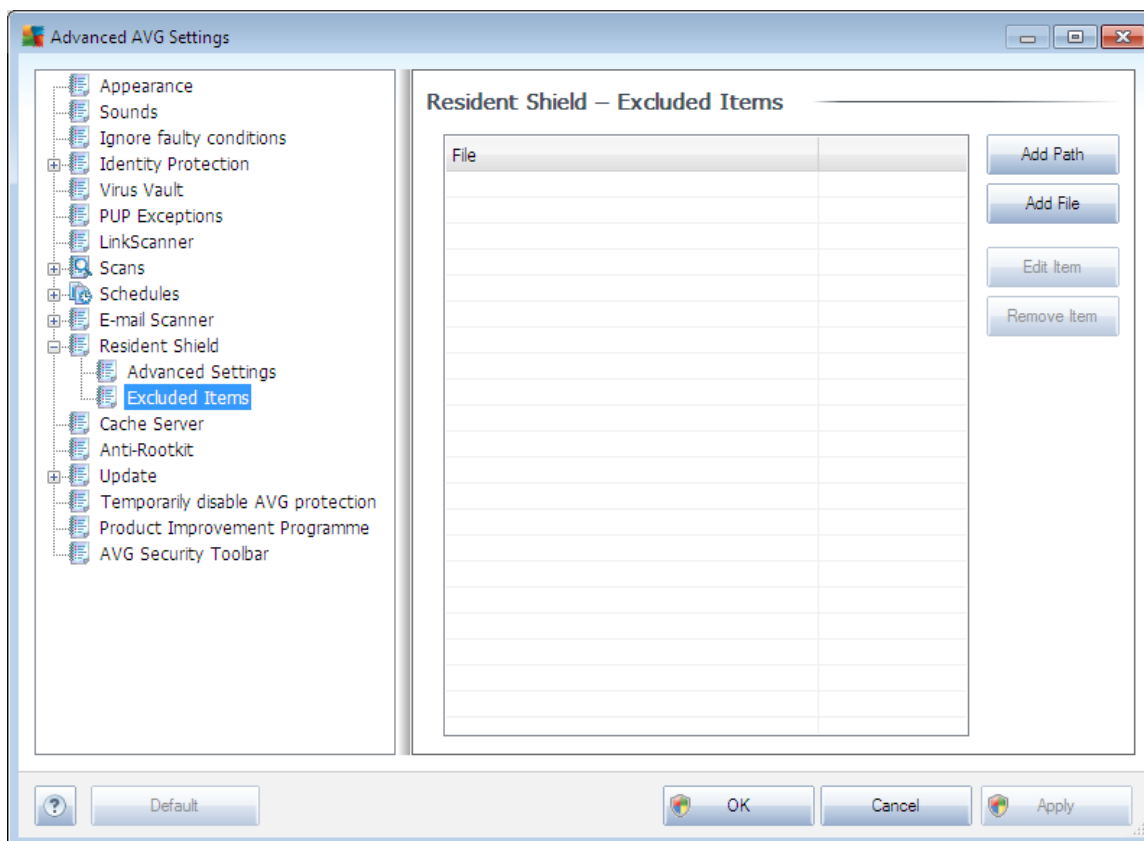 Advanced AVG Settings
Appearance
Sounds
Ignore faulty conditions
Identity Protection
Virus Vault
PUP Exceptions
LinkScanner
Scans
Schedules
E-mail Scanner
Resident Shield
Advanced Settings
Excluded Items
Cache Server
Anti-Rootkit
Update
Temporarily disable AVG protection
Product Improvement Programme
AVG Security Toolbar
Resident Shield – Excluded Items
File
Add Path
Add File
Edit Item
Remove Item
?
Default
OK
Cancel
Apply